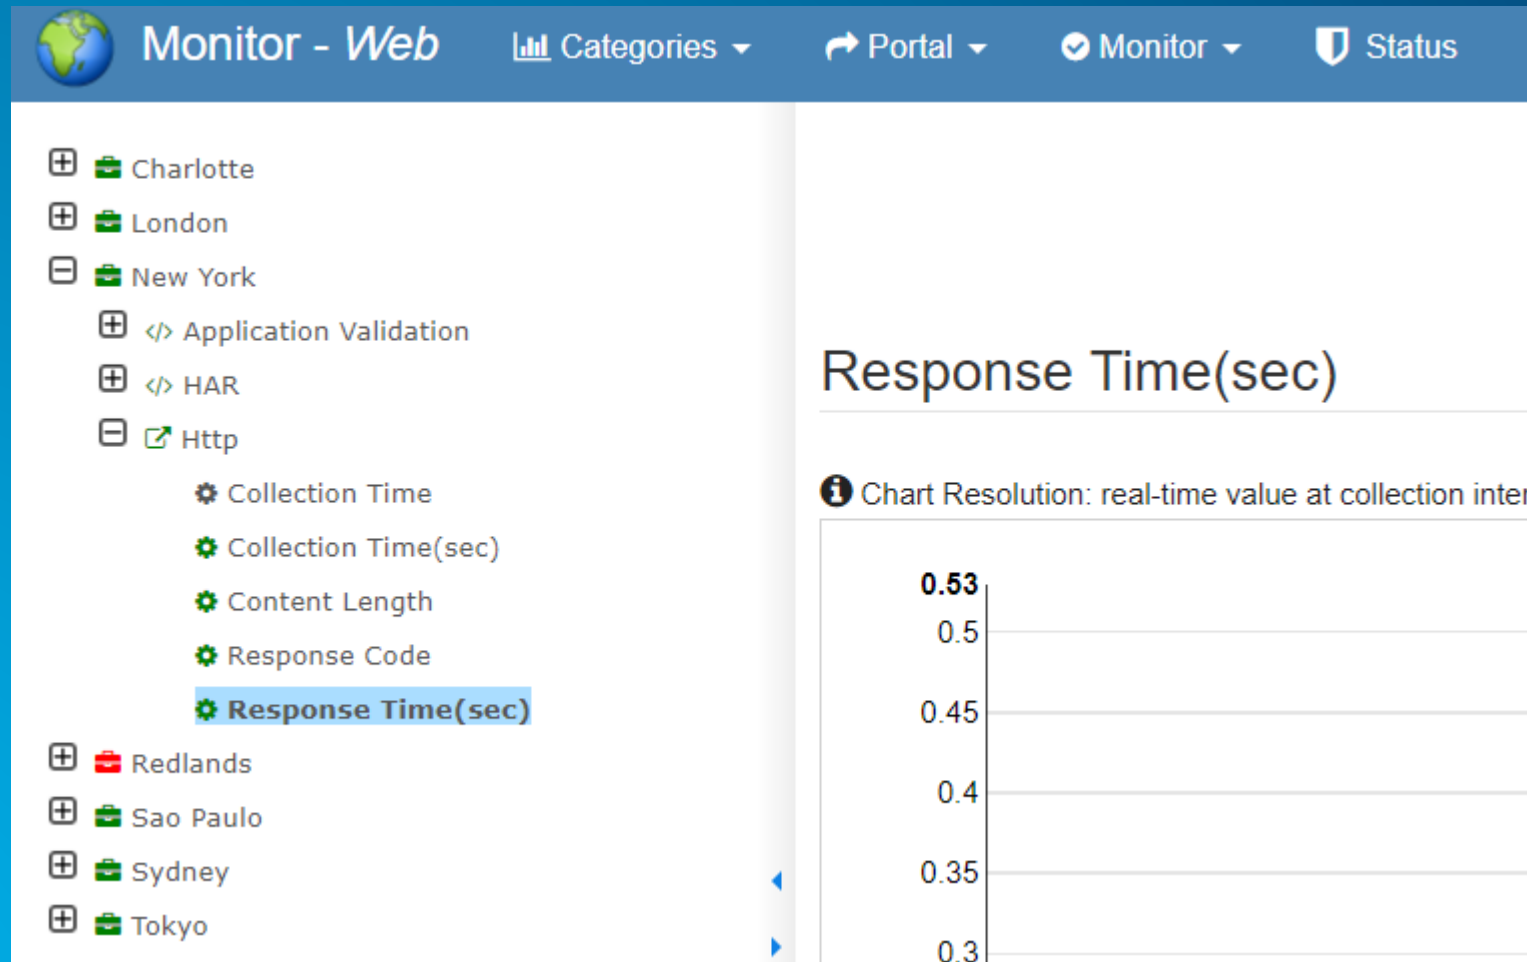 Monitor - Web Categories Portal Monitor Status
Charlotte
London
New York
Application Validation
HAR
Http
Collection Time
Collection Time(sec)
Content Length
Response Code
Response Time(sec)
Redlands
Sao Paulo
Sydney
Tokyo
Response Time(sec)
Chart Resolution: real-time value at collection inter
0.53
0.5
0.45
0.4
0.35
0.3